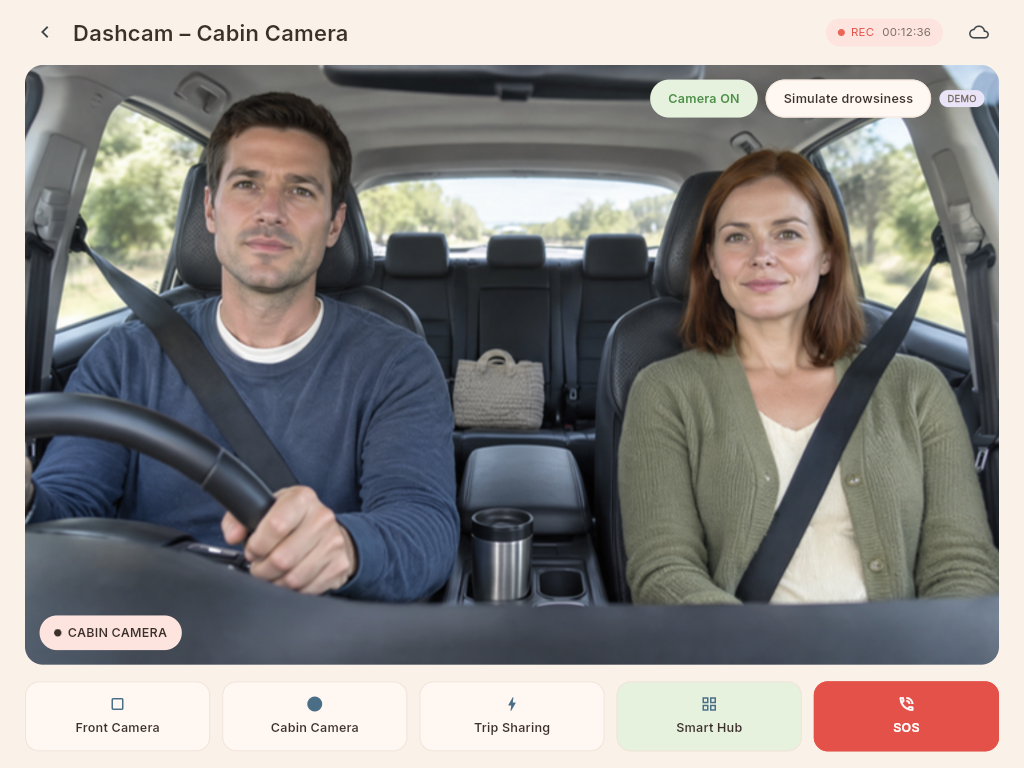 Dashcam – Cabin Camera
REC 00:12:36
Camera ON
Simulate drowsiness
DEMO
CABIN CAMERA
Front Camera
Cabin Camera
Trip Sharing
Smart Hub
SOS